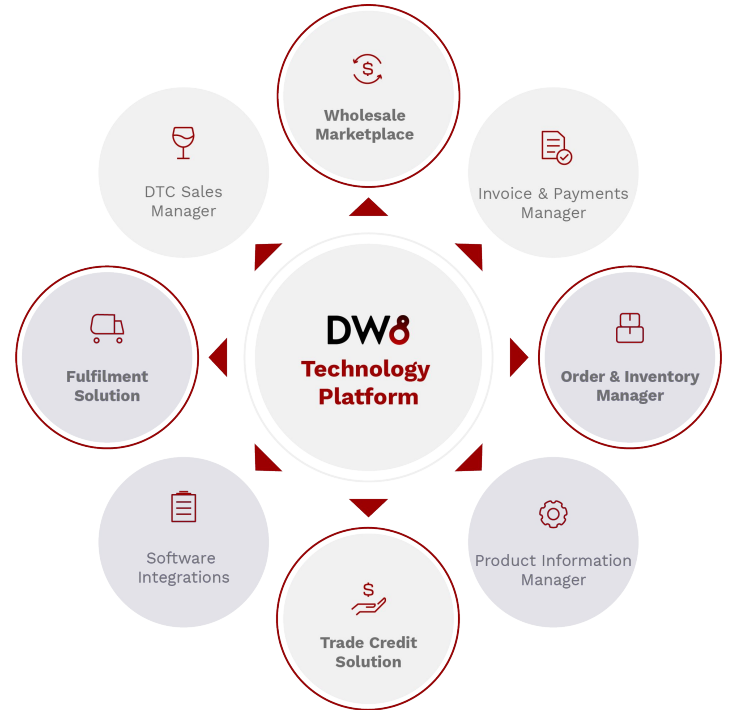 $
Wholesale
Marketplace
DTC Sales
Manager
Invoice & Payments
Manager
DW8
Technology
Platform
Fulfilment
Solution
Order & Inventory
Manager
Software
Integrations
Product Information
Manager
$
Trade Credit
Solution